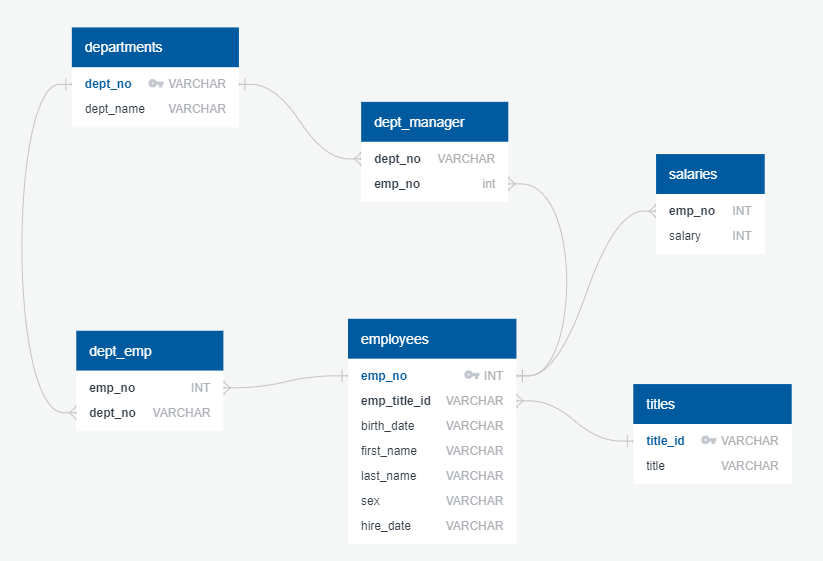 departments
dept_no VARCHAR
dept_name VARCHAR
dept_manager
dept_no VARCHAR
emp_no int
salaries
emp_no INT
salary INT
dept_emp
emp_no INT
dept_no VARCHAR
employees
emp_no INT
emp_title_id VARCHAR
birth_date VARCHAR
first_name VARCHAR
last_name VARCHAR
sex VARCHAR
hire_date VARCHAR
titles
title_id VARCHAR
title VARCHAR